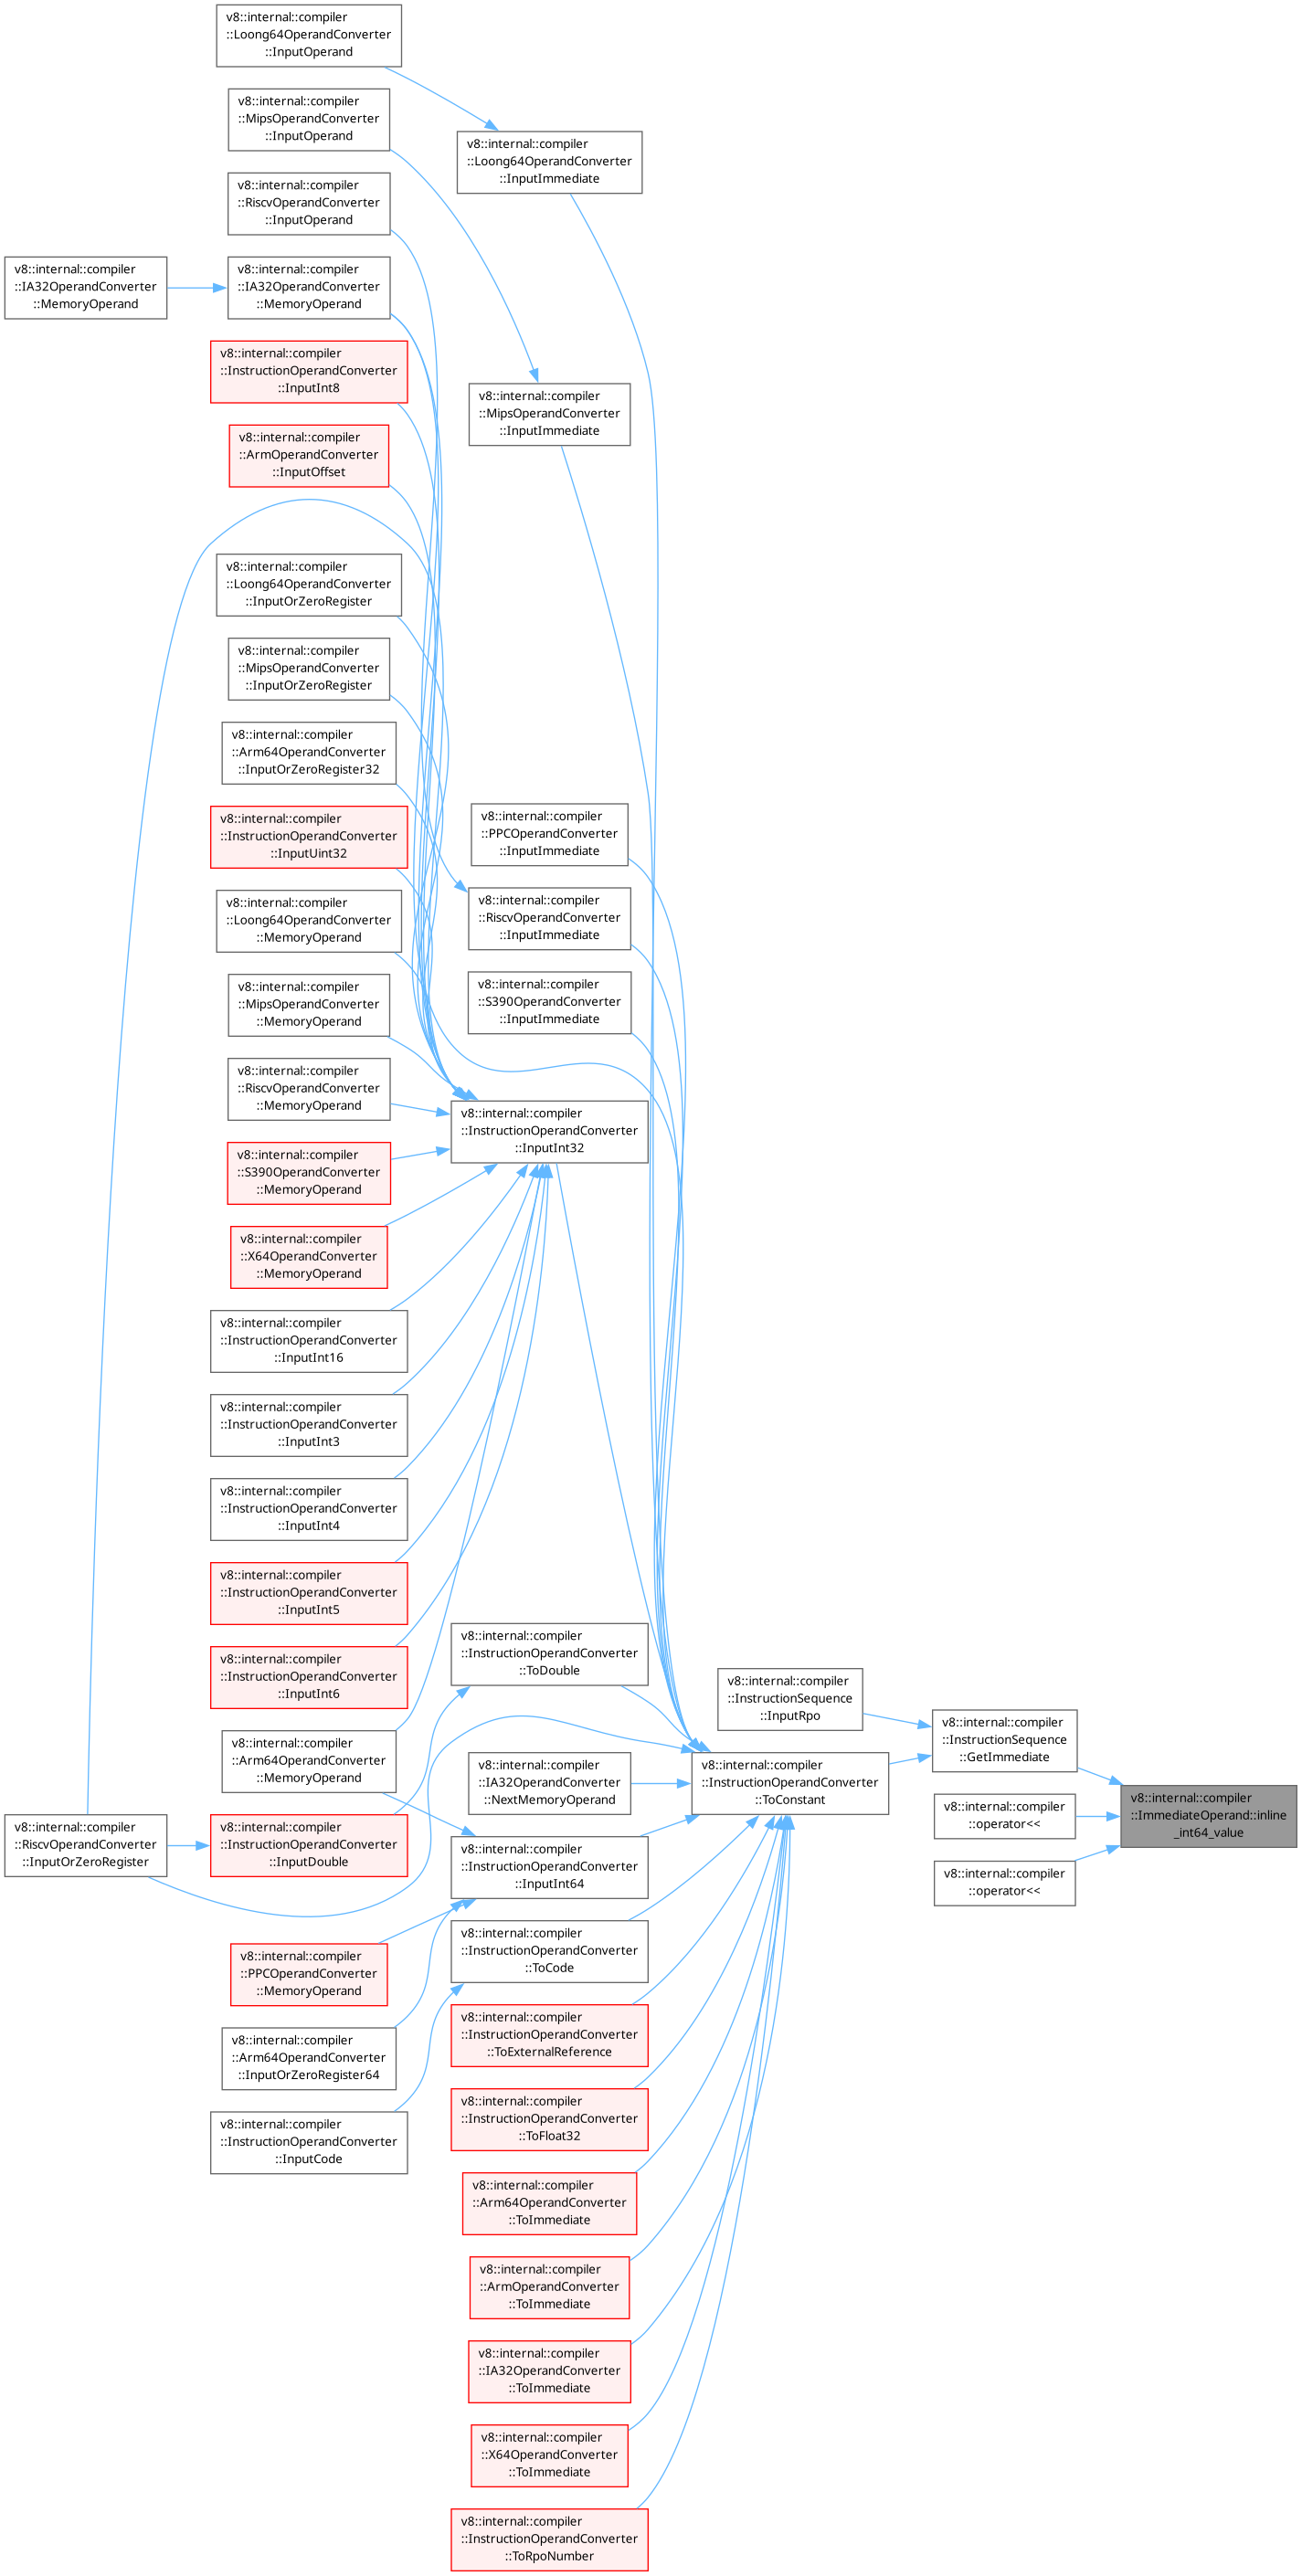 v8::internal::compiler
::Loong64OperandConverter
::InputOperand
v8::internal::compiler
::MipsOperandConverter
::InputOperand
v8::internal::compiler
::Loong64OperandConverter
::InputImmediate
v8::internal::compiler
::RiscvOperandConverter
::InputOperand
v8::internal::compiler
::IA32OperandConverter
::MemoryOperand
v8::internal::compiler
::IA32OperandConverter
::MemoryOperand
v8::internal::compiler
::InstructionOperandConverter
::InputInt8
v8::internal::compiler
::MipsOperandConverter
::InputImmediate
v8::internal::compiler
::ArmOperandConverter
::InputOffset
v8::internal::compiler
::Loong64OperandConverter
::InputOrZeroRegister
v8::internal::compiler
::MipsOperandConverter
::InputOrZeroRegister
v8::internal::compiler
::Arm64OperandConverter
::InputOrZeroRegister32
v8::internal::compiler
::InstructionOperandConverter
::InputUint32
v8::internal::compiler
::PPCOperandConverter
::InputImmediate
v8::internal::compiler
::Loong64OperandConverter
::MemoryOperand
v8::internal::compiler
::RiscvOperandConverter
::InputImmediate
v8::internal::compiler
::MipsOperandConverter
::MemoryOperand
v8::internal::compiler
::S390OperandConverter
::InputImmediate
v8::internal::compiler
::RiscvOperandConverter
::MemoryOperand
v8::internal::compiler
::InstructionOperandConverter
::InputInt32
v8::internal::compiler
::S390OperandConverter
::MemoryOperand
v8::internal::compiler
::X64OperandConverter
::MemoryOperand
v8::internal::compiler
::InstructionOperandConverter
::InputInt16
v8::internal::compiler
::InstructionOperandConverter
::InputInt3
v8::internal::compiler
::InstructionOperandConverter
::InputInt4
v8::internal::compiler
::InstructionOperandConverter
::InputInt5
v8::internal::compiler
::InstructionOperandConverter
::InputInt6
v8::internal::compiler
::InstructionOperandConverter
::ToDouble
v8::internal::compiler
::InstructionSequence
::InputRpo
v8::internal::compiler
::InstructionSequence
::GetImmediate
v8::internal::compiler
::Arm64OperandConverter
::MemoryOperand
v8::internal::compiler
::IA32OperandConverter
::NextMemoryOperand
v8::internal::compiler
::InstructionOperandConverter
::ToConstant
v8::internal::compiler
::ImmediateOperand::inline
_int64_value
v8::internal::compiler
::operator<<
v8::internal::compiler
::RiscvOperandConverter
::InputOrZeroRegister
v8::internal::compiler
::InstructionOperandConverter
::InputDouble
v8::internal::compiler
::InstructionOperandConverter
::InputInt64
v8::internal::compiler
::operator<<
v8::internal::compiler
::PPCOperandConverter
::MemoryOperand
v8::internal::compiler
::InstructionOperandConverter
::ToCode
v8::internal::compiler
::Arm64OperandConverter
::InputOrZeroRegister64
v8::internal::compiler
::InstructionOperandConverter
::ToExternalReference
v8::internal::compiler
::InstructionOperandConverter
::InputCode
v8::internal::compiler
::InstructionOperandConverter
::ToFloat32
v8::internal::compiler
::Arm64OperandConverter
::ToImmediate
v8::internal::compiler
::ArmOperandConverter
::ToImmediate
v8::internal::compiler
::IA32OperandConverter
::ToImmediate
v8::internal::compiler
::X64OperandConverter
::ToImmediate
v8::internal::compiler
::InstructionOperandConverter
::ToRpoNumber